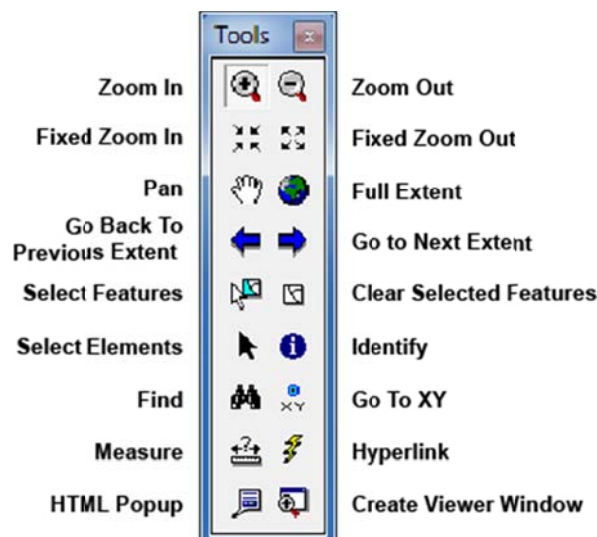 Tools
Zoom In Zoom Out
Fixed Zoom In Fixed Zoom Out
Pan Full Extent
Go Back To
Previous Extent Go to Next Extent
Select Features Clear Selected Features
Select Elements Identify
Find XY Go To XY
Measure ? Hyperlink
HTML Popup Create Viewer Window